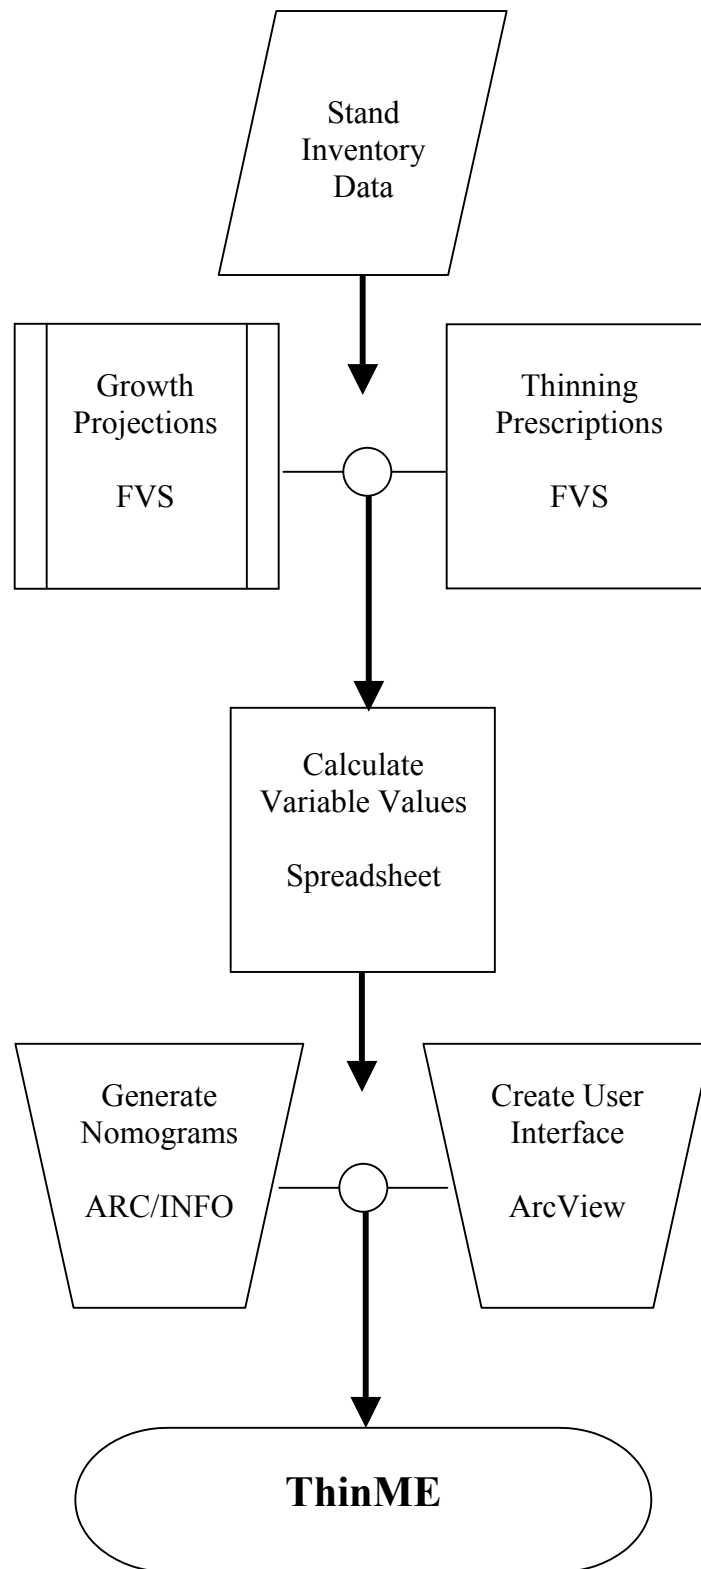 Stand
Inventory
Data
Growth
Projections
FVS
Thinning
Prescriptions
FVS
Calculate
Variable Values
Spreadsheet
Generate
Nomograms
ARC/INFO
Create User
Interface
ArcView
ThinME